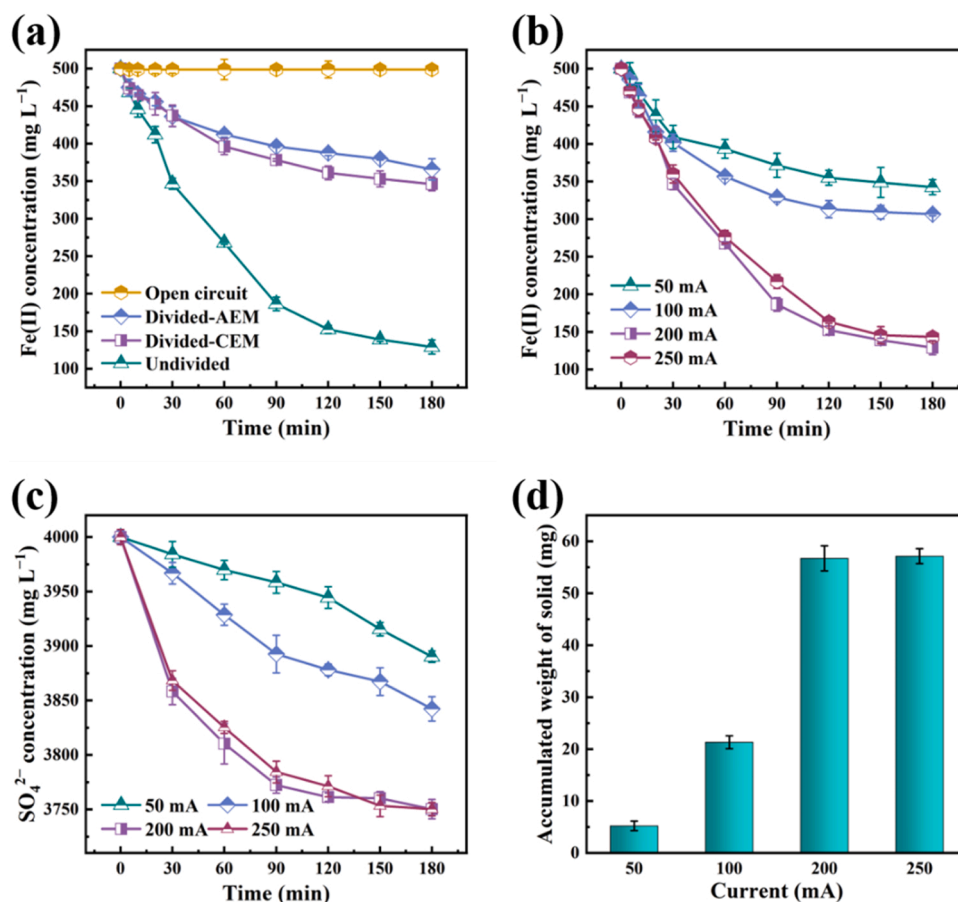 (a)
Fe(II) concentration (mg L⁻¹)
500
450
400
350
300
250
200
150
100
Open circuit
Divided-AEM
Divided-CEM
Undivided
0 30 60 90 120 150 180
Time (min)
(b)
Fe(II) concentration (mg L⁻¹)
500
450
400
350
300
250
200
150
100
50 mA
100 mA
200 mA
250 mA
0 30 60 90 120 150 180
Time (min)
(c)
SO₄²⁻ concentration (mg L⁻¹)
4000
3950
3900
3850
3800
3750
50 mA 100 mA
200 mA 250 mA
0 30 60 90 120 150 180
Time (min)
(d)
Accumulated weight of solid (mg)
60
50
40
30
20
10
0
50 100 200 250
Current (mA)